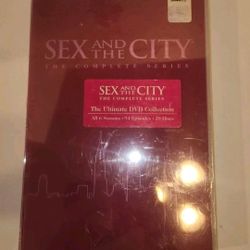 SEX AND THE CITY
THE COMPLETE SERIES
SEX AND THE CITY
THE COMPLETE SERIES
The Ultimate DVD Collection
All 6 Seasons • 94 Episodes • 20 Discs